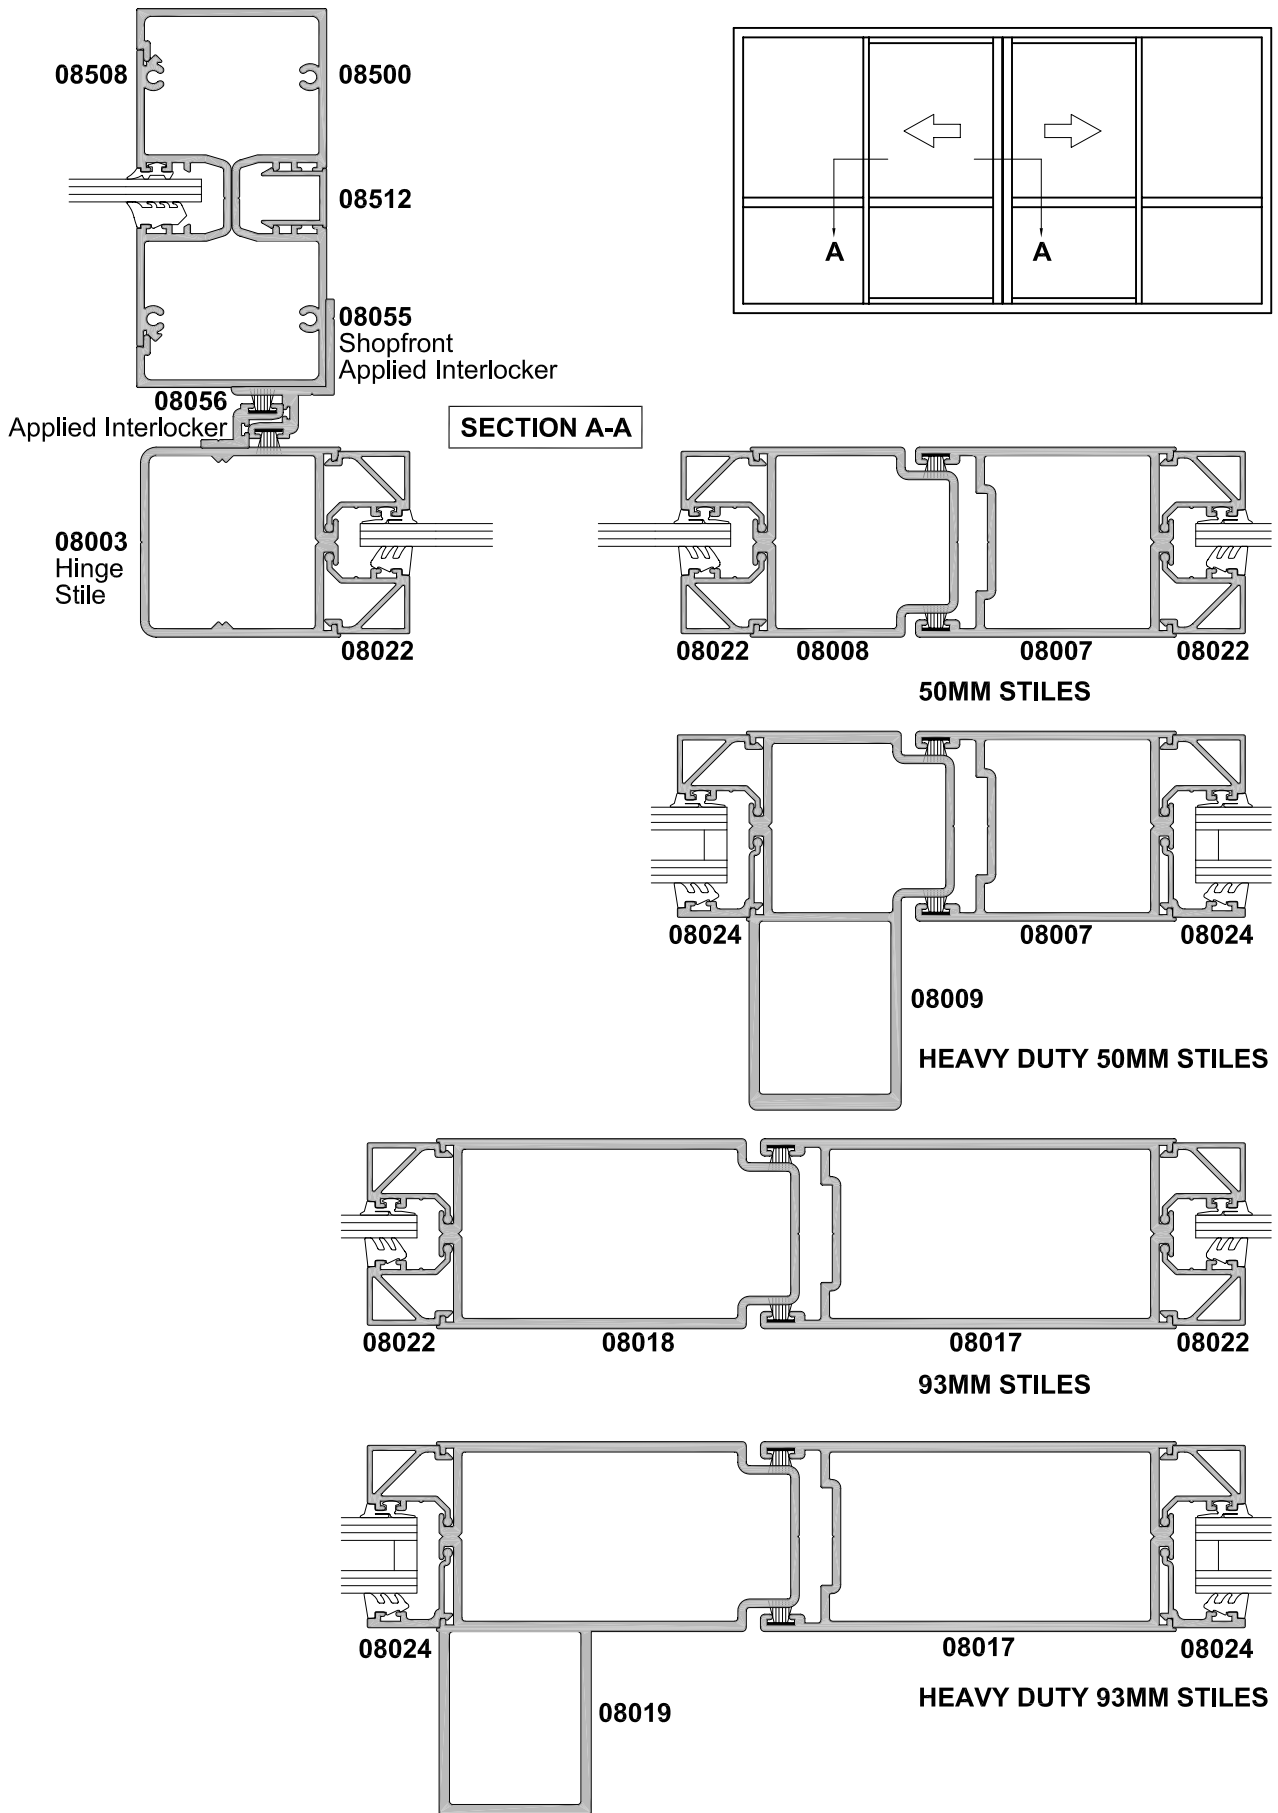 08508
08500
08512
A
A
08055
Shopfront
Applied Interlocker
08056
Applied Interlocker
SECTION A-A
08003
Hinge
Stile
08022
08022
08008
08007
08022
50MM STILES
08024
08007
08024
08009
HEAVY DUTY 50MM STILES
08022
08018
08017
08022
93MM STILES
08024
08017
08024
08019
HEAVY DUTY 93MM STILES